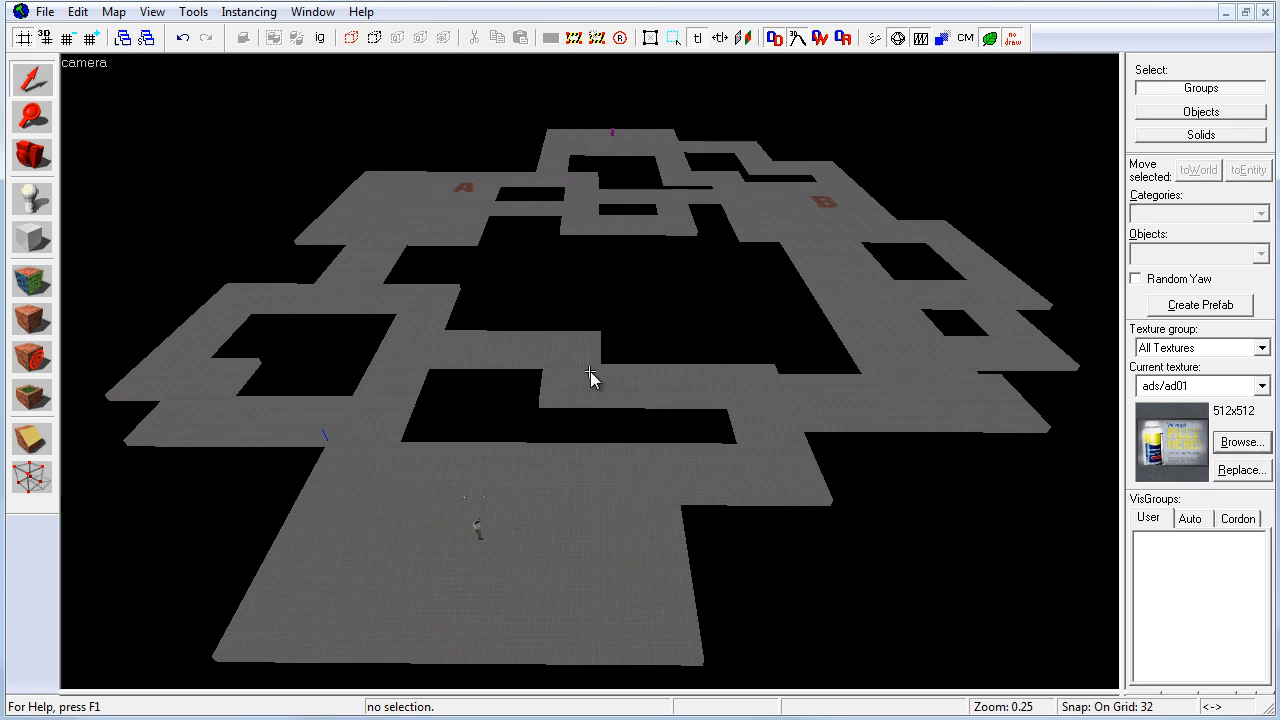 File Edit Map View Tools Instancing Window Help
camera
Select:
Groups
Objects
Solids
Move selected:
toWorld
toEntity
Categories:
Objects:
Random Yaw
Create Prefab
Texture group:
All Textures
Current texture:
ads/ad01
512x512
Browse...
Replace...
VisGroups:
User Auto Cordon
A
B
For Help, press F1
no selection.
Zoom: 0.25
Snap: On Grid: 32
<->